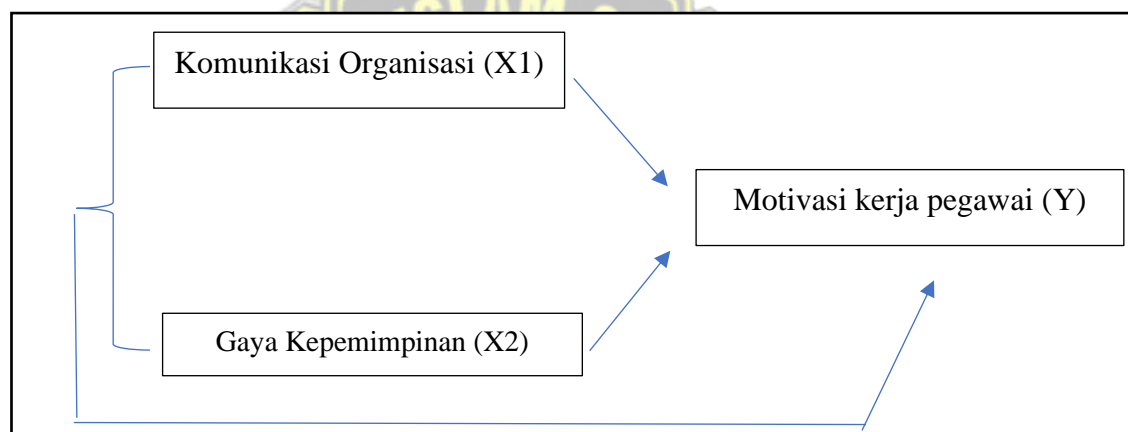 Komunikasi Organisasi (X1)
Motivasi kerja pegawai (Y)
Gaya Kepemimpinan (X2)